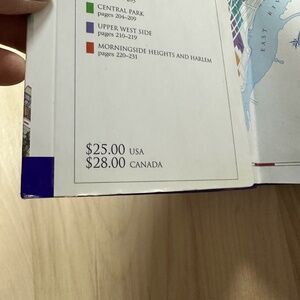 CENTRAL PARK
pages 204–209
UPPER WEST SIDE
pages 210–219
MORNINGSIDE HEIGHTS AND HARLEM
pages 220–231
$25.00 USA
$28.00 CANADA
EAST